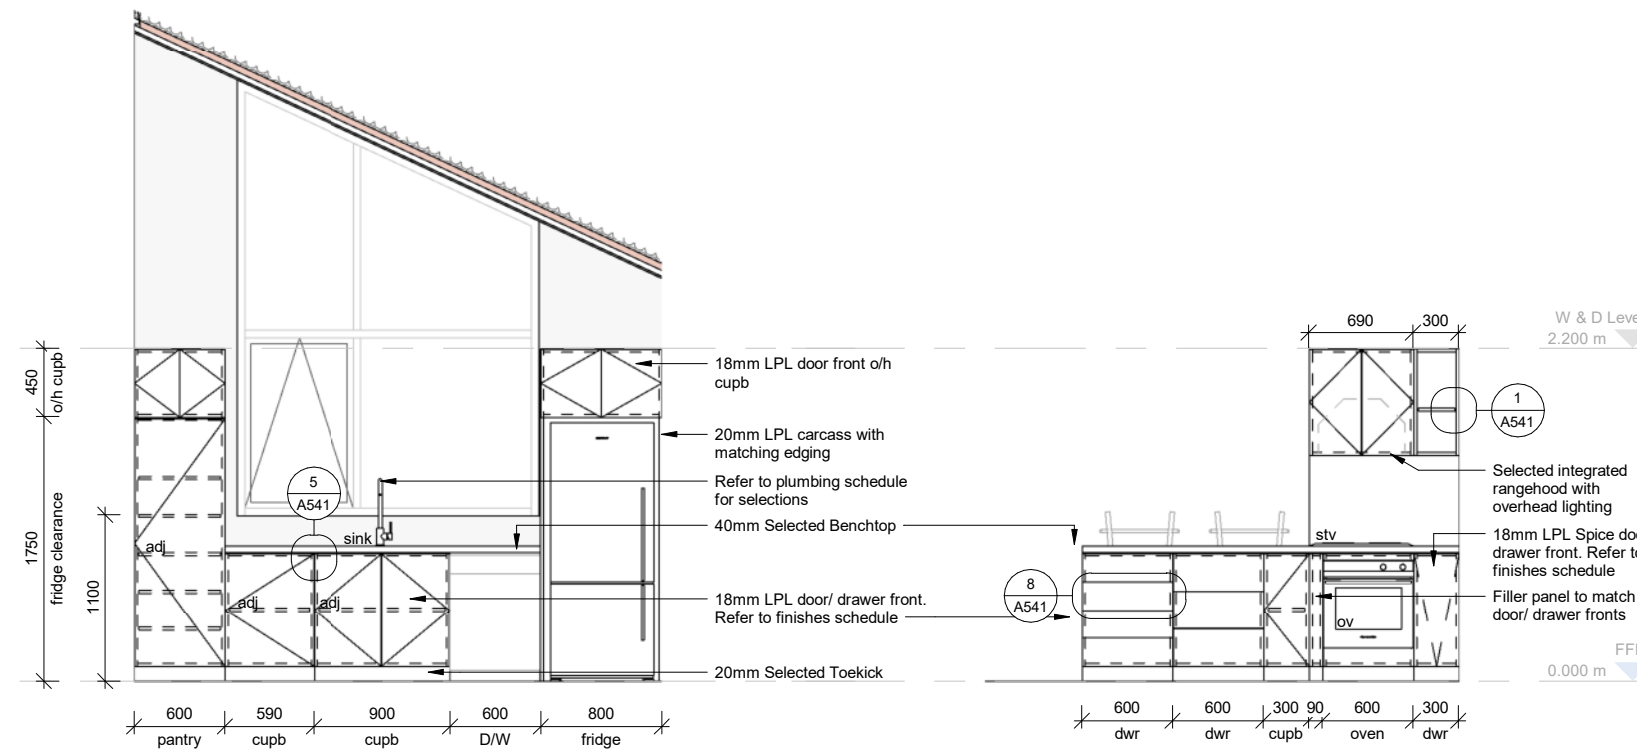 690
300
W & D Leve
2.200 m
450
o/h cupb
18mm LPL door front o/h
cupb
1
A541
20mm LPL carcass with
matching edging
5
A541
Refer to plumbing schedule
for selections
Selected integrated
rangehood with
overhead lighting
1750
fridge clearance
1100
sink
40mm Selected Benchtop
stv
18mm LPL Spice doo
drawer front. Refer to
finishes schedule
adj
adj
adj
18mm LPL door/ drawer front.
Refer to finishes schedule
8
A541
ov
Filler panel to match
door/ drawer fronts
20mm Selected Toekick
FFL
0.000 m
600
590
900
600
800
pantry
cupb
cupb
D/W
fridge
600
600
300
90
600
300
dwr
dwr
cupb
oven
dwr